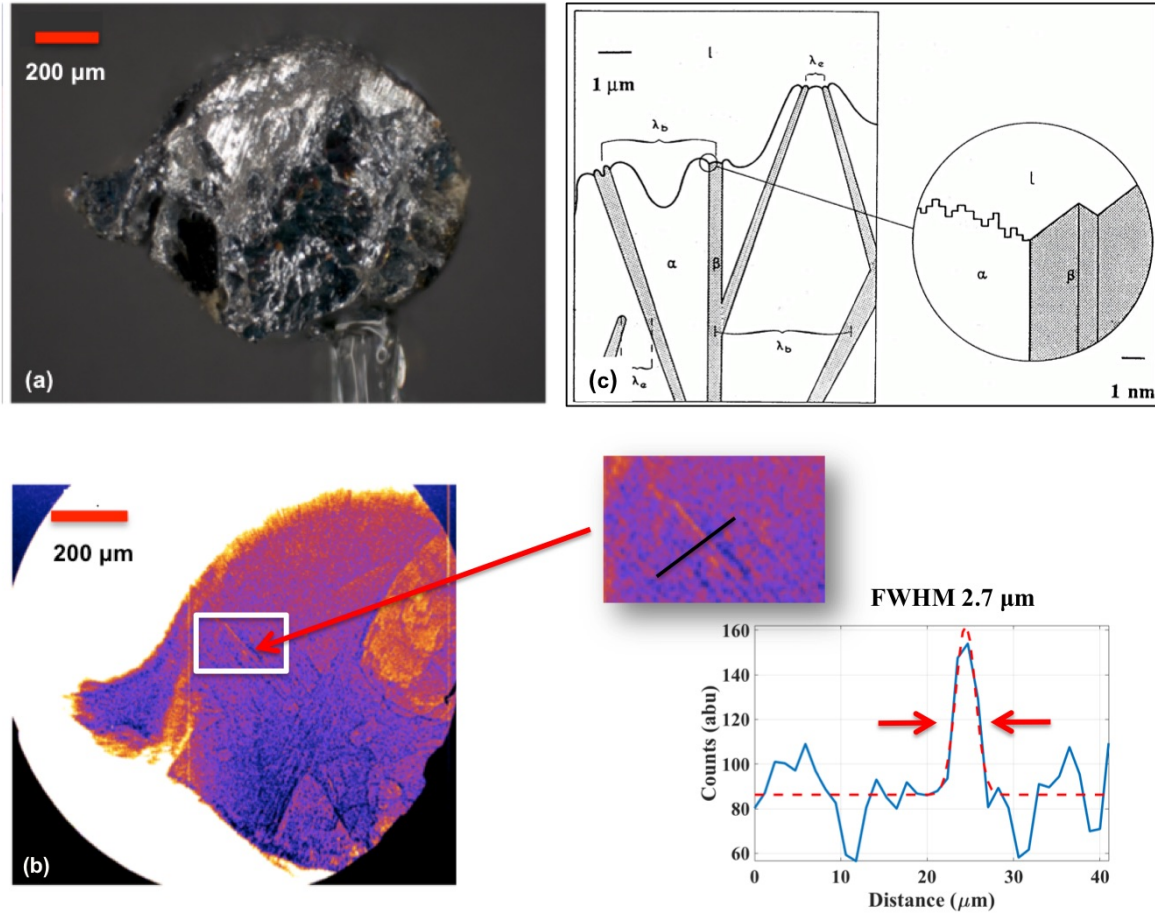 200 µm
(a)
1 µm
l
λe
λb
α
β
λb
λe
(c)
l
α
β
1 nm
200 µm
(b)
FWHM 2.7 µm
160
140
120
100
80
60
Counts (abu)
0 10 20 30 40
Distance (µm)